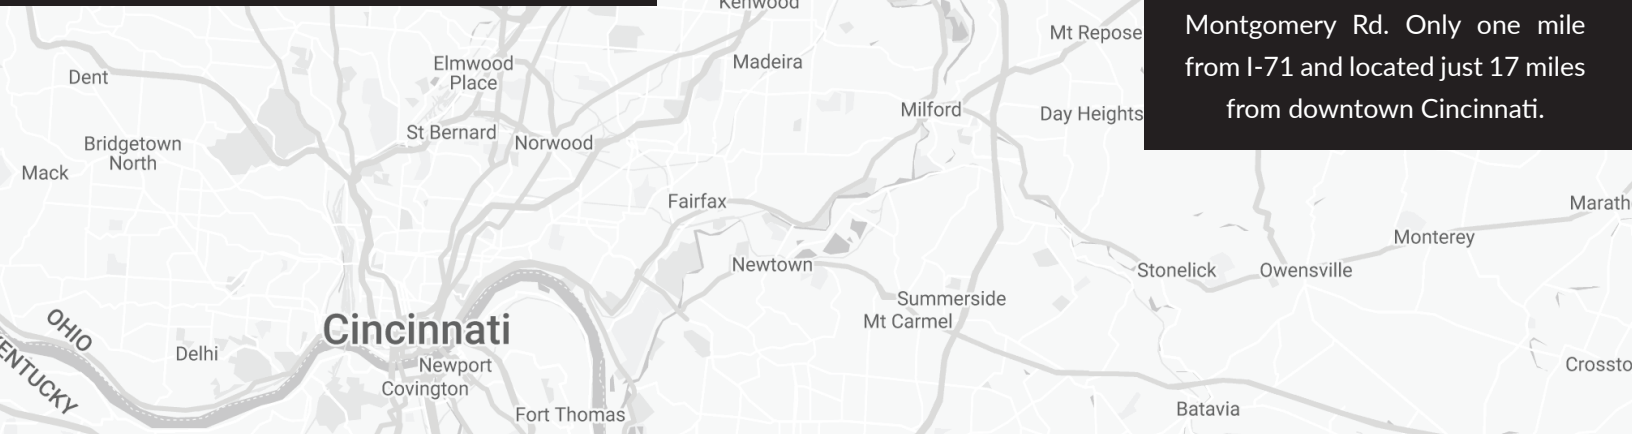 Kenwood
Montgomery Rd. Only one mile
from I-71 and located just 17 miles
from downtown Cincinnati.
Mt Repose
Elmwood
Place
Madeira
Dent
Milford
Day Heights
St Bernard
Norwood
Bridgetown
North
Mack
Fairfax
Marath
Monterey
Newtown
Stonelick
Owensville
Summerside
Mt Carmel
OHIO
KENTUCKY
Cincinnati
Delhi
Newport
Covington
Crossto
Fort Thomas
Batavia